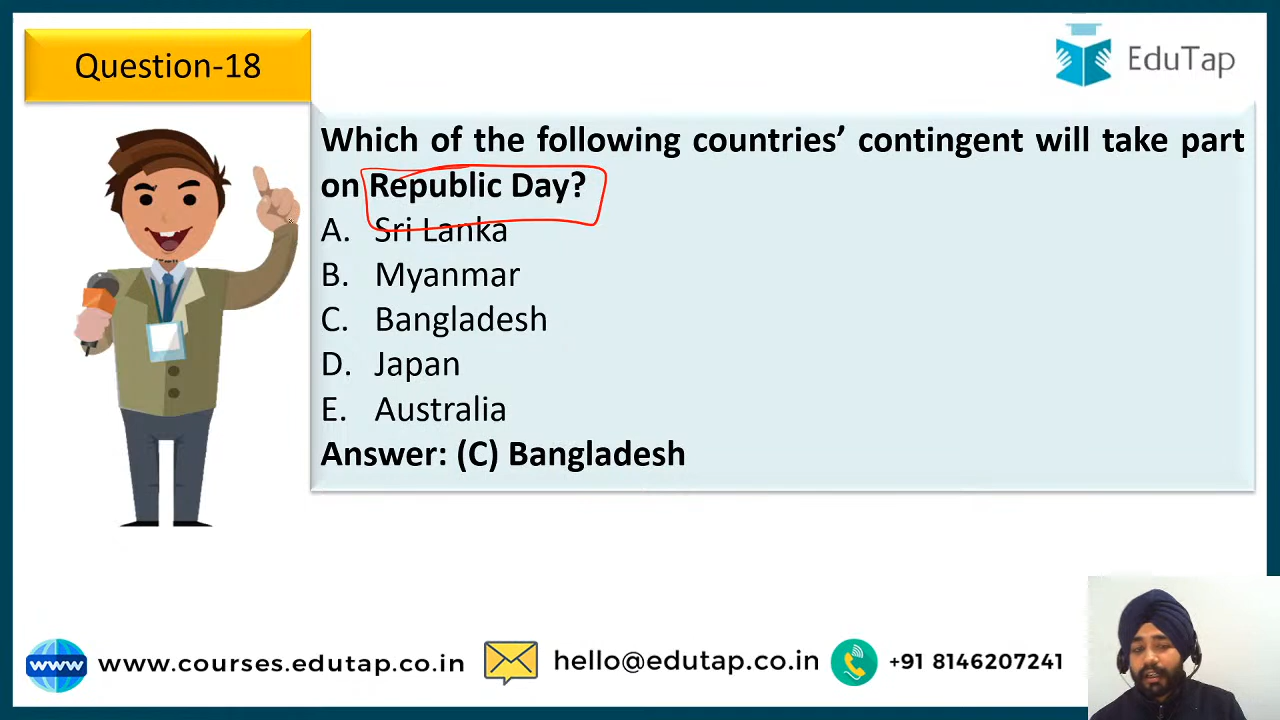 Question-18
EduTap
Which of the following countries’ contingent will take part
on Republic Day?
A. Sri Lanka
B. Myanmar
C. Bangladesh
D. Japan
E. Australia
Answer: (C) Bangladesh
www www.courses.edutap.co.in hello@edutap.co.in +91 8146207241